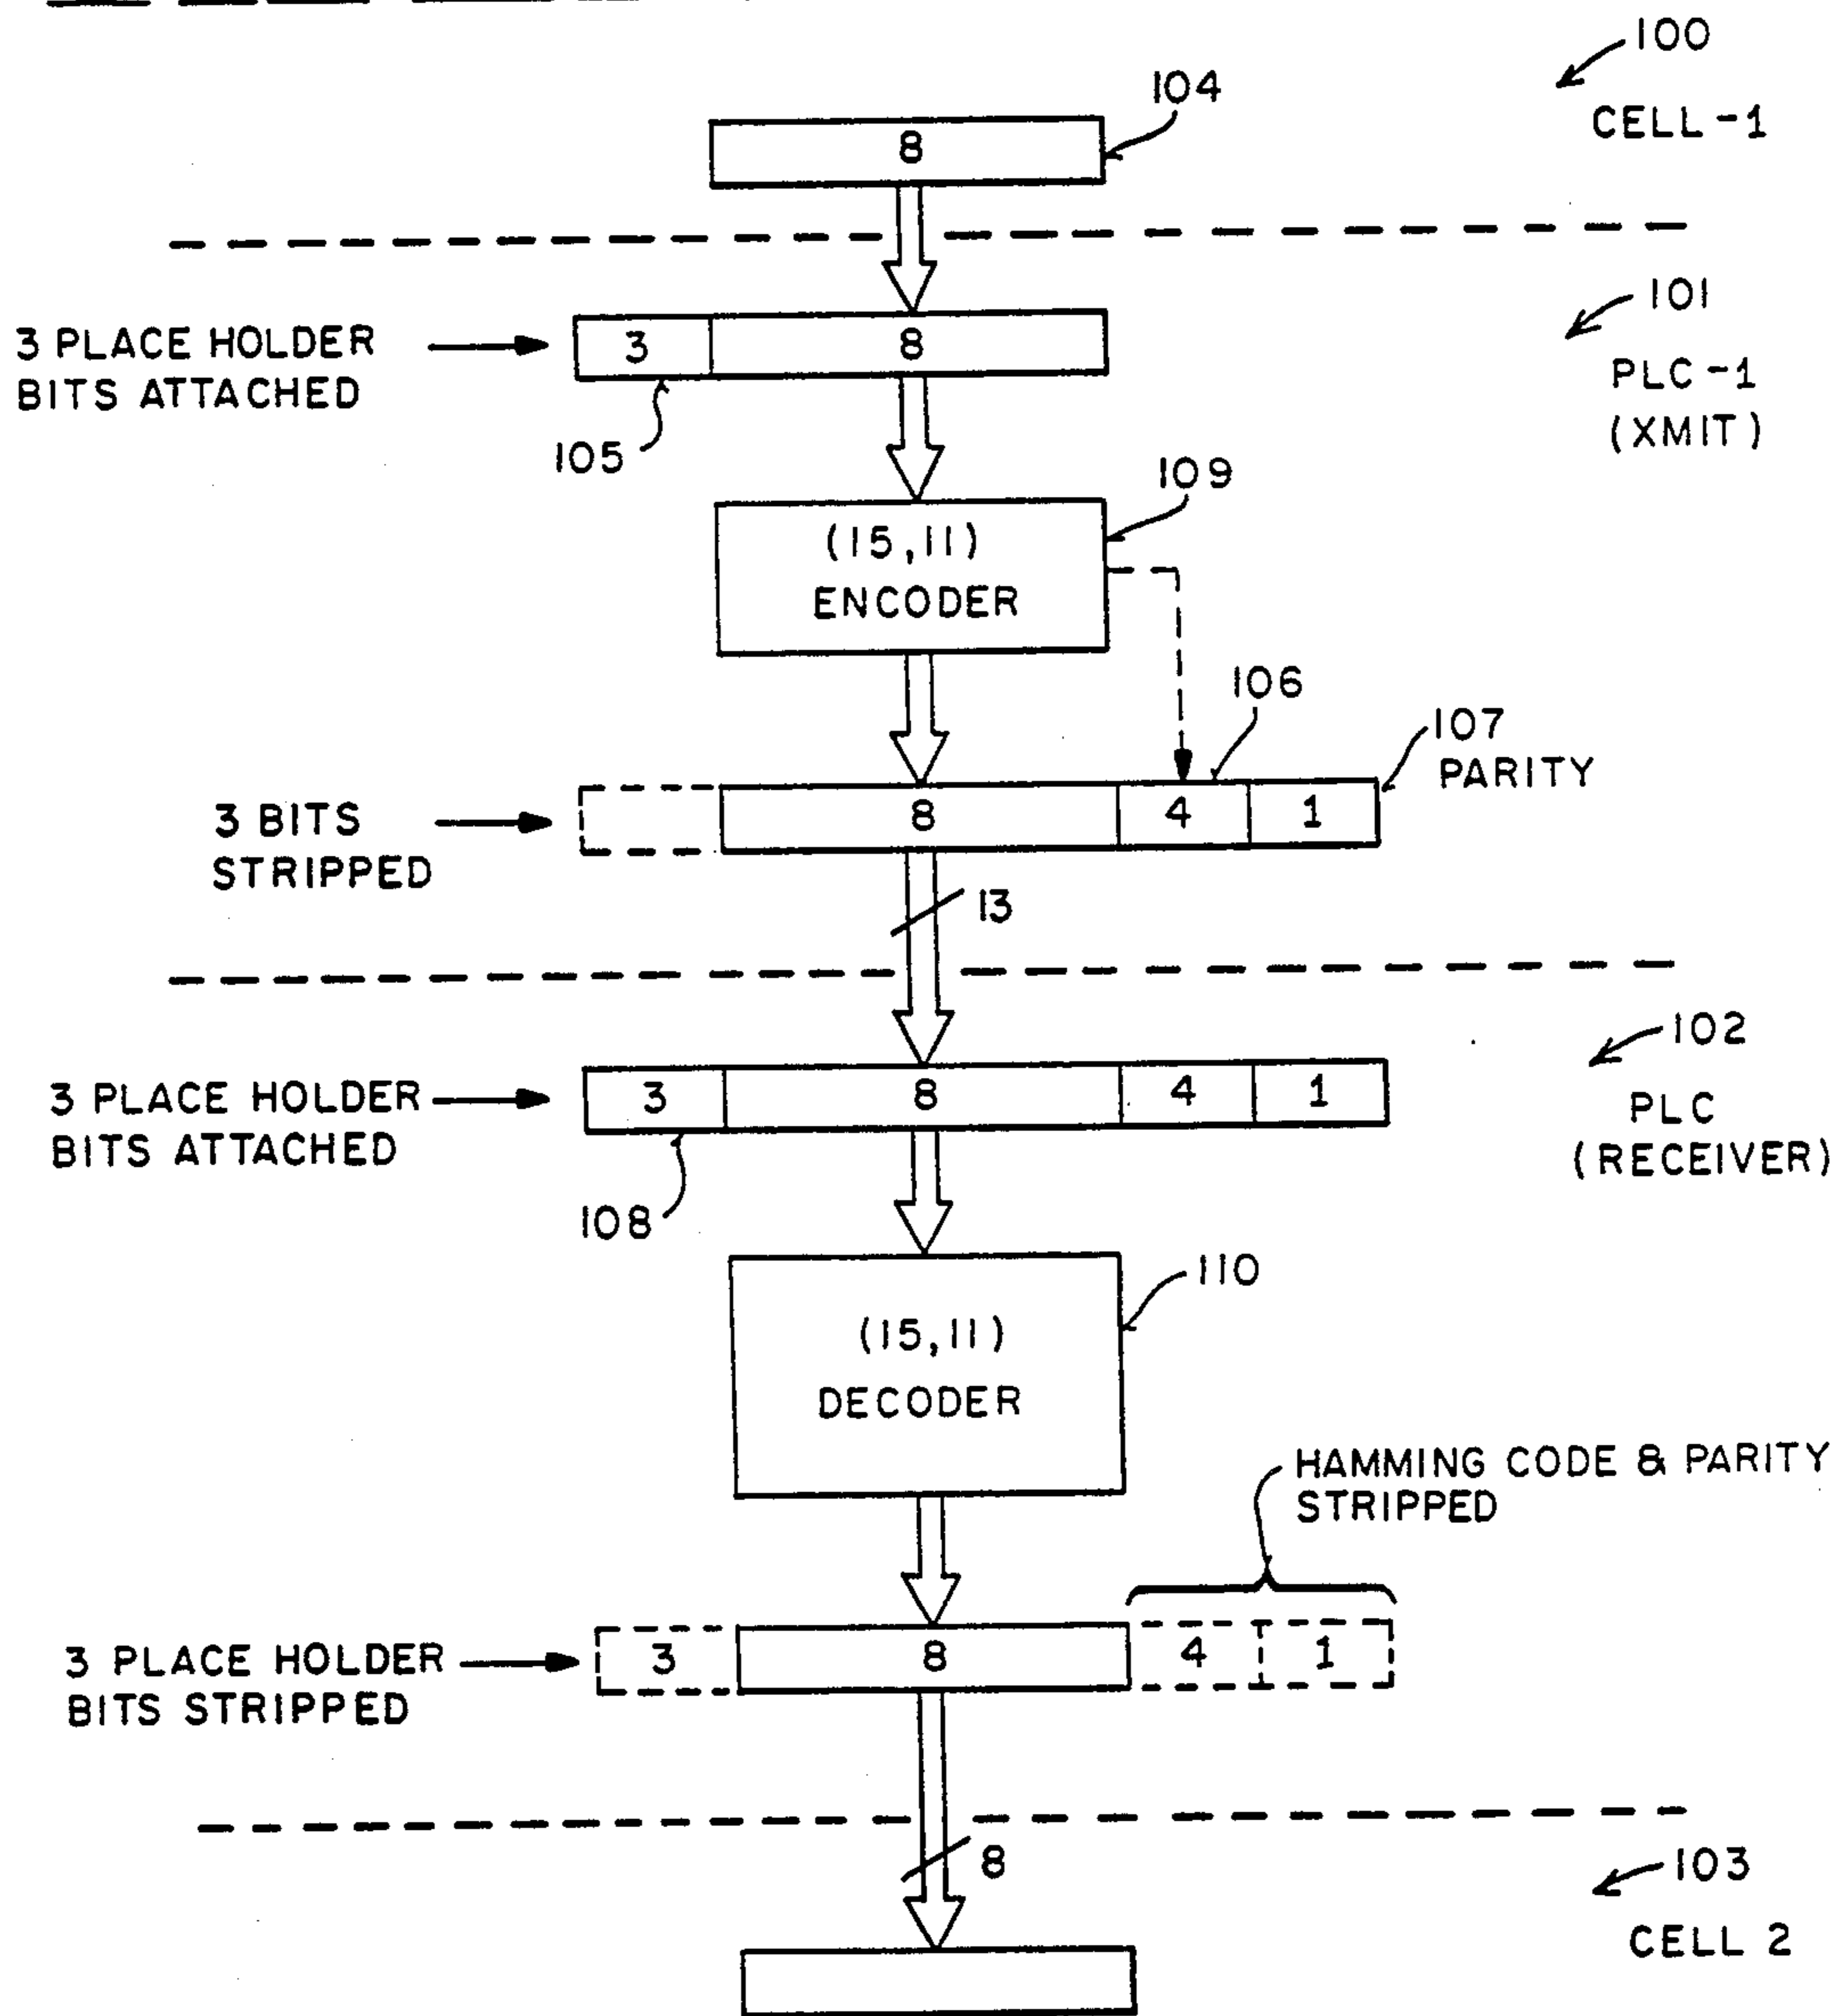 100
CELL-1
104
8
101
PLC-1
(XMIT)
3 PLACE HOLDER
BITS ATTACHED
3
8
105
109
(15,11)
ENCODER
106
107
PARITY
3 BITS
STRIPPED
8
4
1
13
102
PLC
(RECEIVER)
3 PLACE HOLDER
BITS ATTACHED
3
8
4
1
108
110
(15,11)
DECODER
HAMMING CODE & PARITY
STRIPPED
3 PLACE HOLDER
BITS STRIPPED
3
8
4
1
8
103
CELL 2